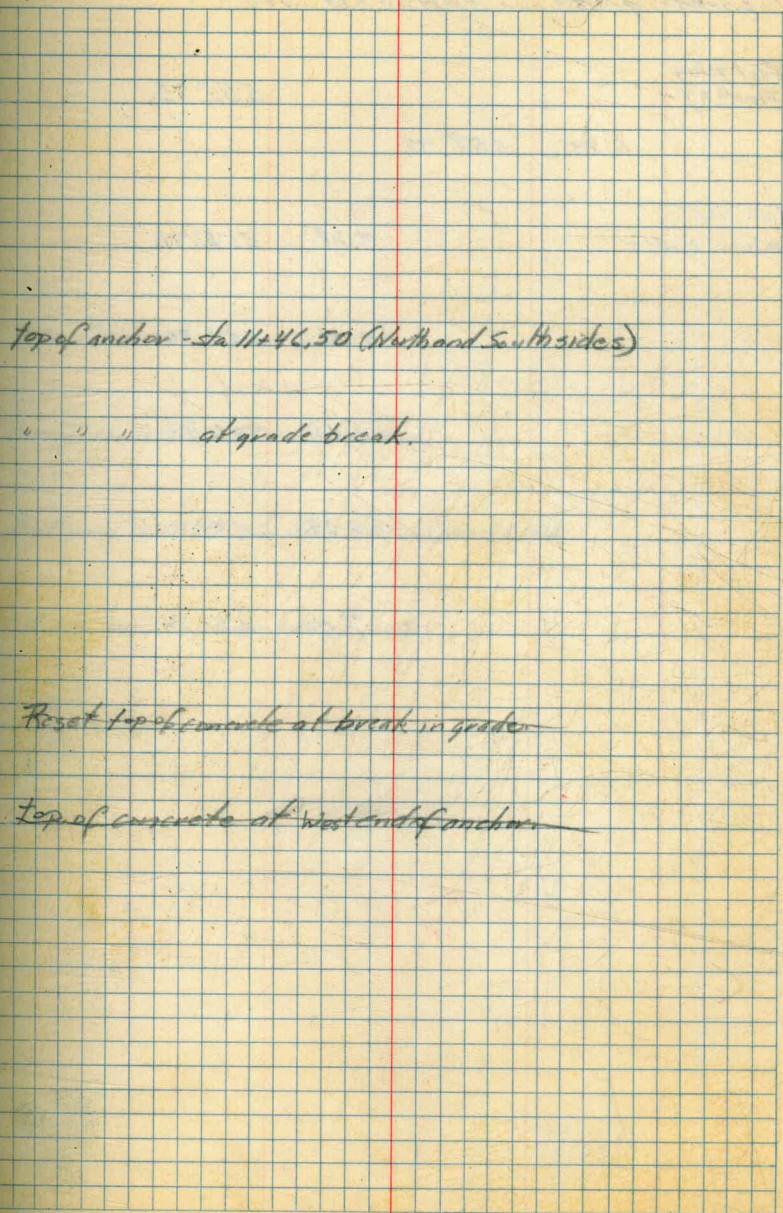 top of anchor - sta 11+46.50 (North and South sides)
" " " at grade break.
Reset top of concrete at break in grade
top of concrete at West end of anchor